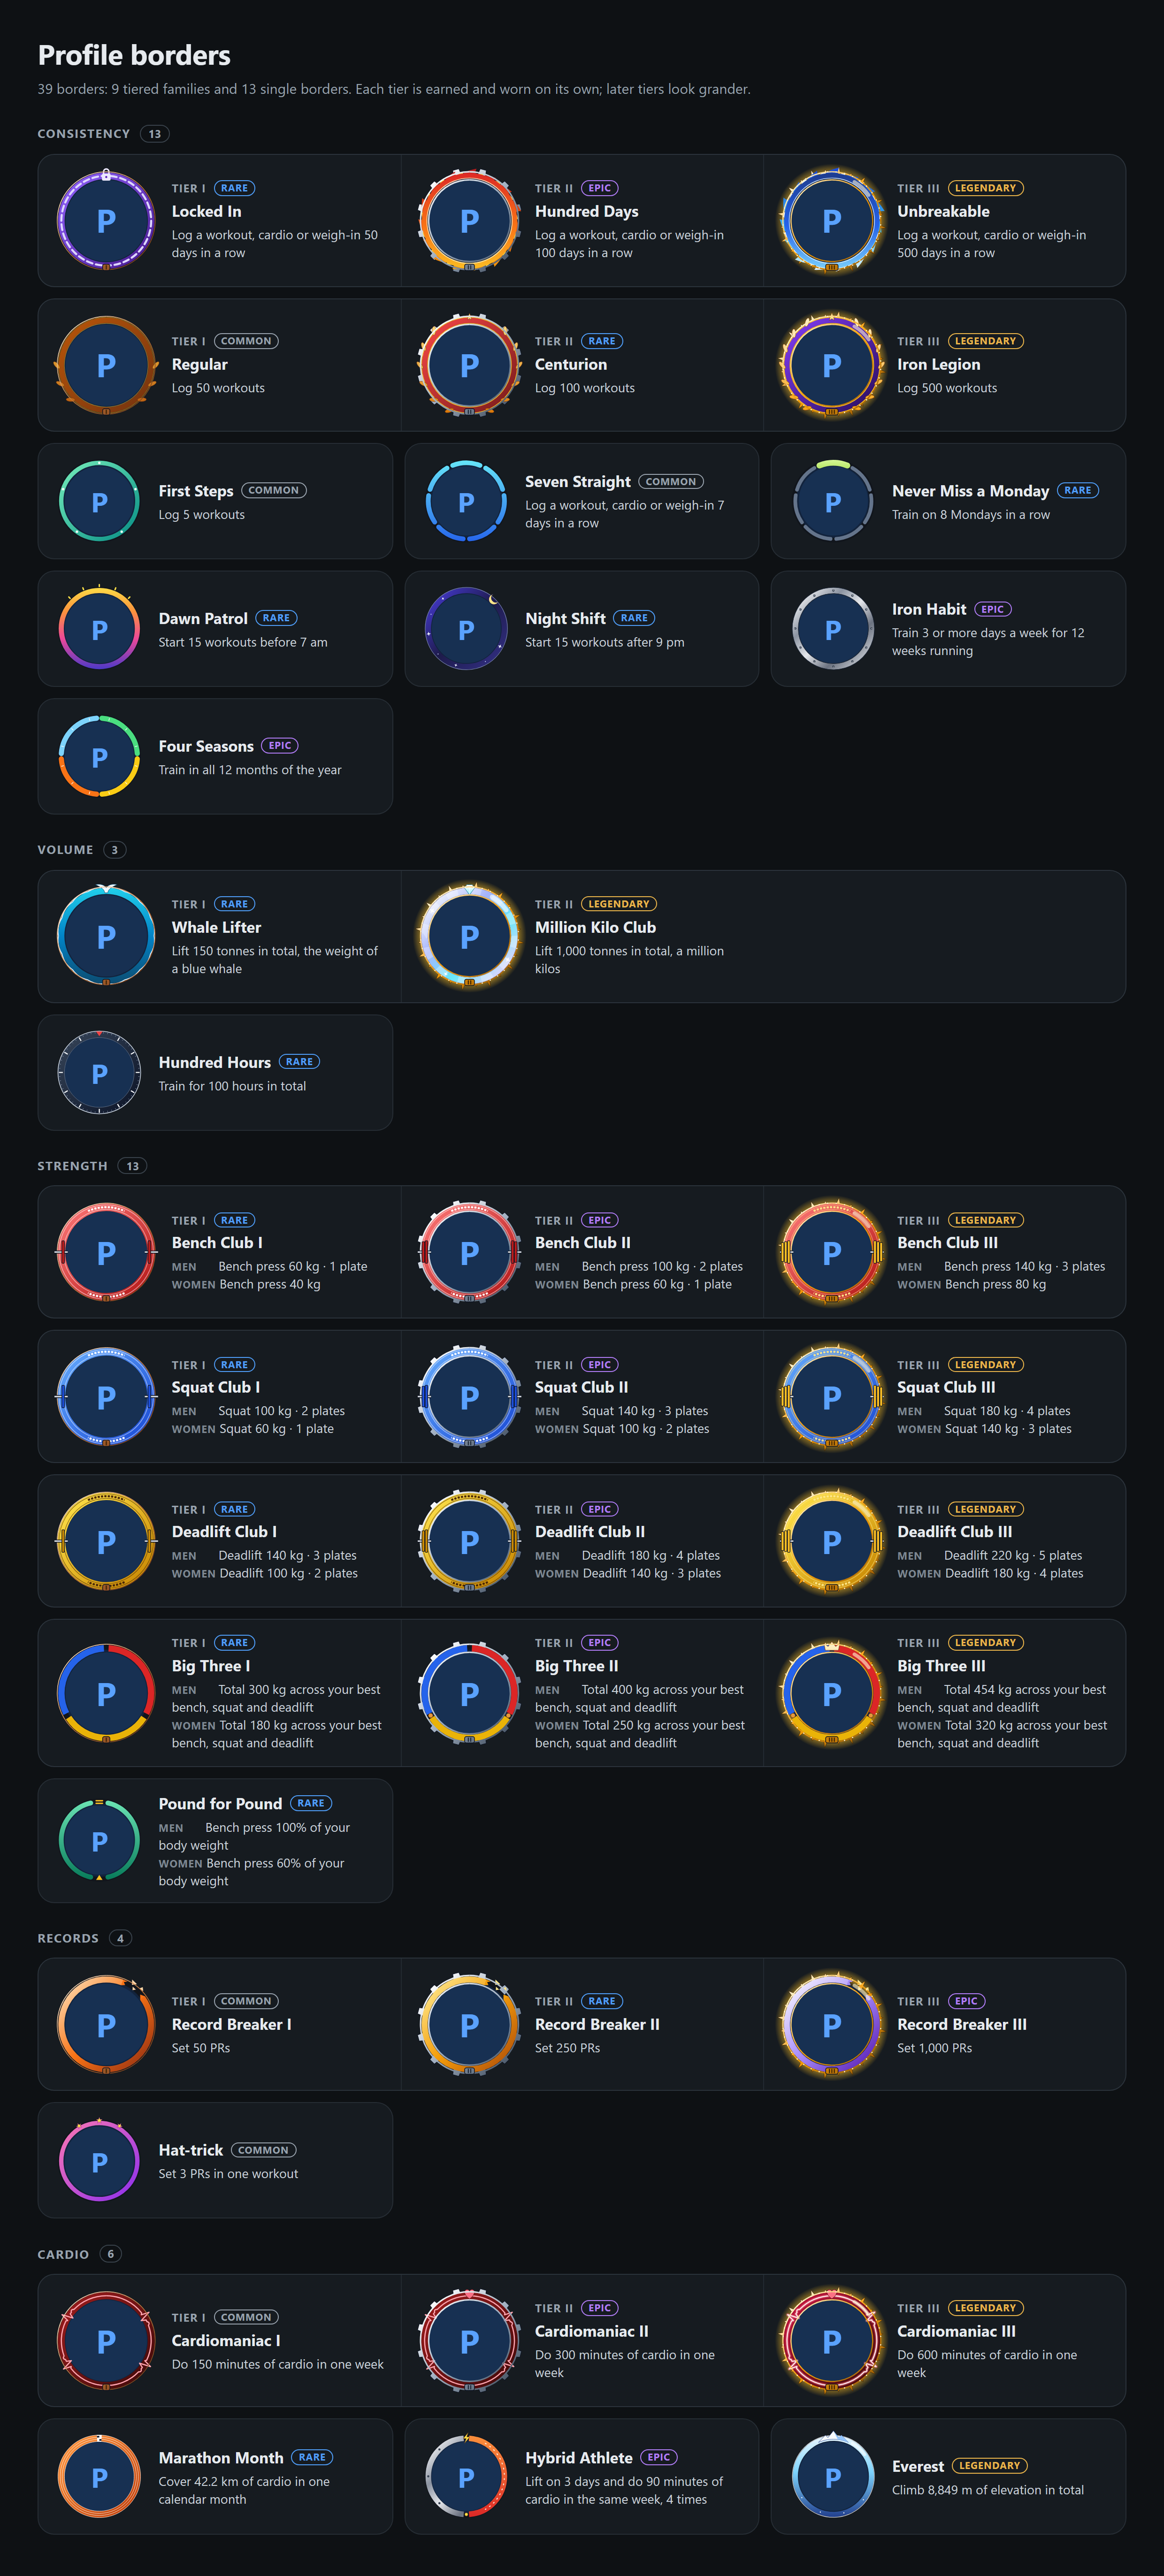 Profile borders
39 borders: 9 tiered families and 13 single borders. Each tier is earned and worn on its own; later tiers look grander.
CONSISTENCY 13
P
TIER I RARE
Locked In
Log a workout, cardio or weigh-in 50
days in a row
P
TIER II EPIC
Hundred Days
Log a workout, cardio or weigh-in
100 days in a row
P
TIER III LEGENDARY
Unbreakable
Log a workout, cardio or weigh-in
500 days in a row
P
TIER I COMMON
Regular
Log 50 workouts
P
TIER II RARE
Centurion
Log 100 workouts
P
TIER III LEGENDARY
Iron Legion
Log 500 workouts
P
First Steps COMMON
Log 5 workouts
P
Seven Straight COMMON
Log a workout, cardio or weigh-in 7
days in a row
P
Never Miss a Monday RARE
Train on 8 Mondays in a row
P
Dawn Patrol RARE
Start 15 workouts before 7 am
P
Night Shift RARE
Start 15 workouts after 9 pm
P
Iron Habit EPIC
Train 3 or more days a week for 12
weeks running
P
Four Seasons EPIC
Train in all 12 months of the year
VOLUME 3
P
TIER I RARE
Whale Lifter
Lift 150 tonnes in total, the weight of
a blue whale
P
TIER II LEGENDARY
Million Kilo Club
Lift 1,000 tonnes in total, a million
kilos
P
Hundred Hours RARE
Train for 100 hours in total
STRENGTH 13
P
TIER I RARE
Bench Club I
MEN Bench press 60 kg · 1 plate
WOMEN Bench press 40 kg
P
TIER II EPIC
Bench Club II
MEN Bench press 100 kg · 2 plates
WOMEN Bench press 60 kg · 1 plate
P
TIER III LEGENDARY
Bench Club III
MEN Bench press 140 kg · 3 plates
WOMEN Bench press 80 kg
P
TIER I RARE
Squat Club I
MEN Squat 100 kg · 2 plates
WOMEN Squat 60 kg · 1 plate
P
TIER II EPIC
Squat Club II
MEN Squat 140 kg · 3 plates
WOMEN Squat 100 kg · 2 plates
P
TIER III LEGENDARY
Squat Club III
MEN Squat 180 kg · 4 plates
WOMEN Squat 140 kg · 3 plates
P
TIER I RARE
Deadlift Club I
MEN Deadlift 140 kg · 3 plates
WOMEN Deadlift 100 kg · 2 plates
P
TIER II EPIC
Deadlift Club II
MEN Deadlift 180 kg · 4 plates
WOMEN Deadlift 140 kg · 3 plates
P
TIER III LEGENDARY
Deadlift Club III
MEN Deadlift 220 kg · 5 plates
WOMEN Deadlift 180 kg · 4 plates
P
TIER I RARE
Big Three I
MEN Total 300 kg across your best
bench, squat and deadlift
WOMEN Total 180 kg across your best
bench, squat and deadlift
P
TIER II EPIC
Big Three II
MEN Total 400 kg across your best
bench, squat and deadlift
WOMEN Total 250 kg across your best
bench, squat and deadlift
P
TIER III LEGENDARY
Big Three III
MEN Total 454 kg across your best
bench, squat and deadlift
WOMEN Total 320 kg across your best
bench, squat and deadlift
P
Pound for Pound RARE
MEN Bench press 100% of your
body weight
WOMEN Bench press 60% of your
body weight
RECORDS 4
P
TIER I COMMON
Record Breaker I
Set 50 PRs
P
TIER II RARE
Record Breaker II
Set 250 PRs
P
TIER III EPIC
Record Breaker III
Set 1,000 PRs
P
Hat-trick COMMON
Set 3 PRs in one workout
CARDIO 6
P
TIER I COMMON
Cardiomaniac I
Do 150 minutes of cardio in one week
P
TIER II EPIC
Cardiomaniac II
Do 300 minutes of cardio in one
week
P
TIER III LEGENDARY
Cardiomaniac III
Do 600 minutes of cardio in one
week
P
Marathon Month RARE
Cover 42.2 km of cardio in one
calendar month
P
Hybrid Athlete EPIC
Lift on 3 days and do 90 minutes of
cardio in the same week, 4 times
P
Everest LEGENDARY
Climb 8,849 m of elevation in total